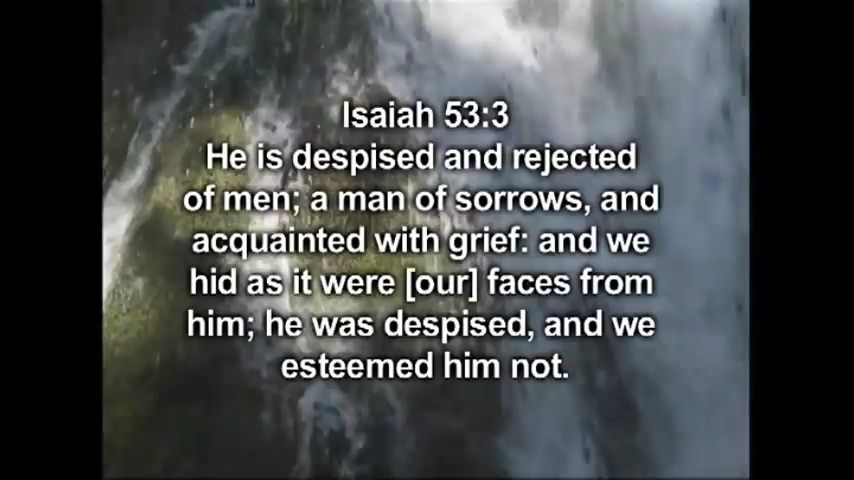 Isaiah 53:3
He is despised and rejected
of men; a man of sorrows, and
acquainted with grief: and we
hid as it were [our] faces from
him; he was despised, and we
esteemed him not.